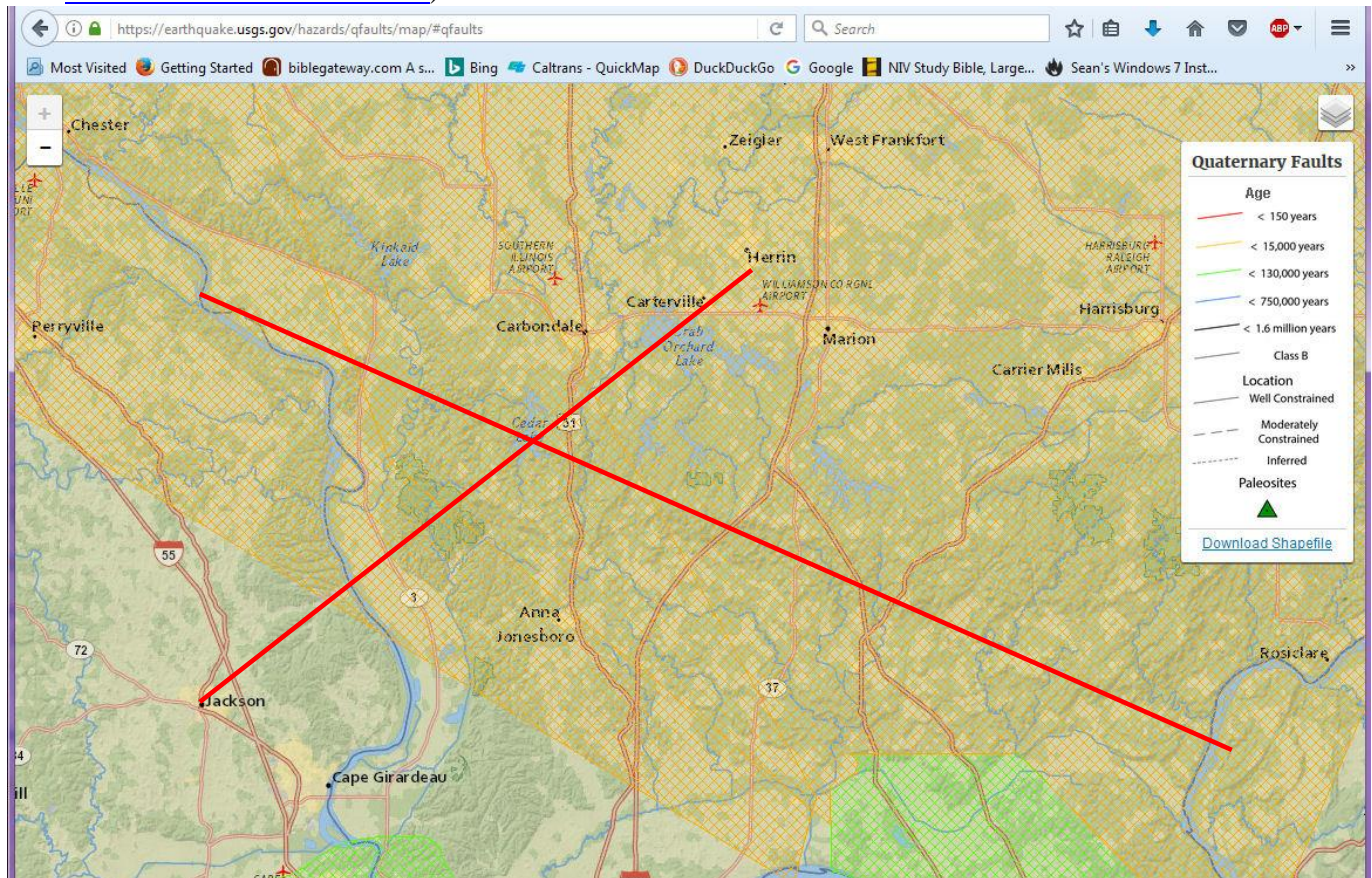 https://earthquake.usgs.gov/hazards/qfaults/map/#qfaults
Search
ABP
Most Visited
Getting Started
biblegateway.com A s...
Bing
Caltrans - QuickMap
DuckDuckGo
Google
NIV Study Bible, Large...
Sean's Windows 7 Inst...
+
−
Chester
Zeigler
West Frankfort
Quaternary Faults
Age
< 150 years
< 15,000 years
< 130,000 years
< 750,000 years
< 1.6 million years
Class B
Location
Well Constrained
Moderately
Constrained
Inferred
Paleosites
Download Shapefile
Kinkaid
Lake
SOUTHERN
ILLINOIS
AIRPORT
Herrin
WILLIAMSON CO RGNL
AIRPORT
HARRISBURG
RALEIGH
AIRPORT
Carterville
Harrisburg
Perryville
Carbondale
Crab
Orchard
Lake
Marion
Carrier Mills
Cedar
51
55
3
Anna
Jonesboro
72
Rosiclare
37
Jackson
Cape Girardeau